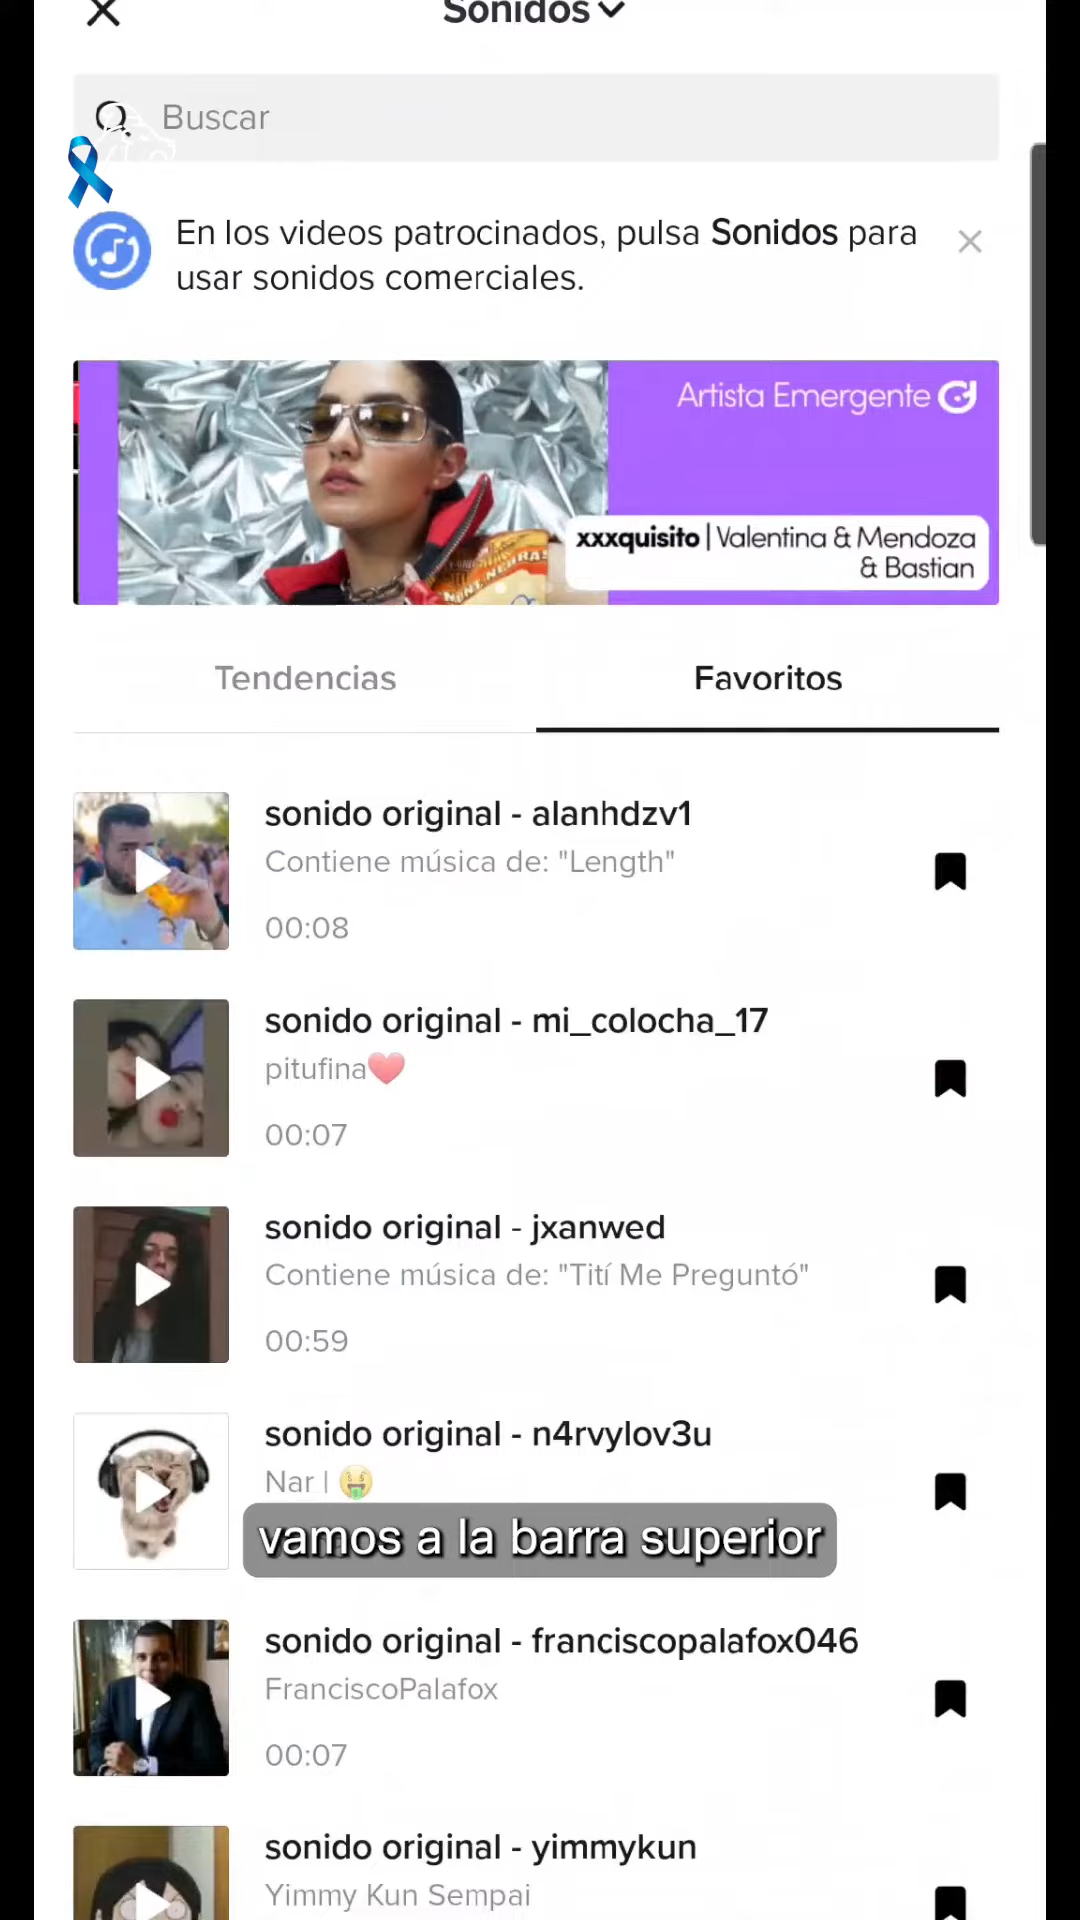 Sonidos
Buscar
En los videos patrocinados, pulsa Sonidos para
usar sonidos comerciales.
Artista Emergente
xxxquisito | Valentina & Mendoza
& Bastian
Tendencias
Favoritos
sonido original - alanhdzv1
Contiene música de: "Length"
00:08
sonido original - mi_colocha_17
pitufina❤️
00:07
sonido original - jxanwed
Contiene música de: "Tití Me Preguntó"
00:59
sonido original - n4rvylov3u
Nar | 🤑
vamos a la barra superior
sonido original - franciscopalafox046
FranciscoPalafox
00:07
sonido original - yimmykun
Yimmy Kun Sempai